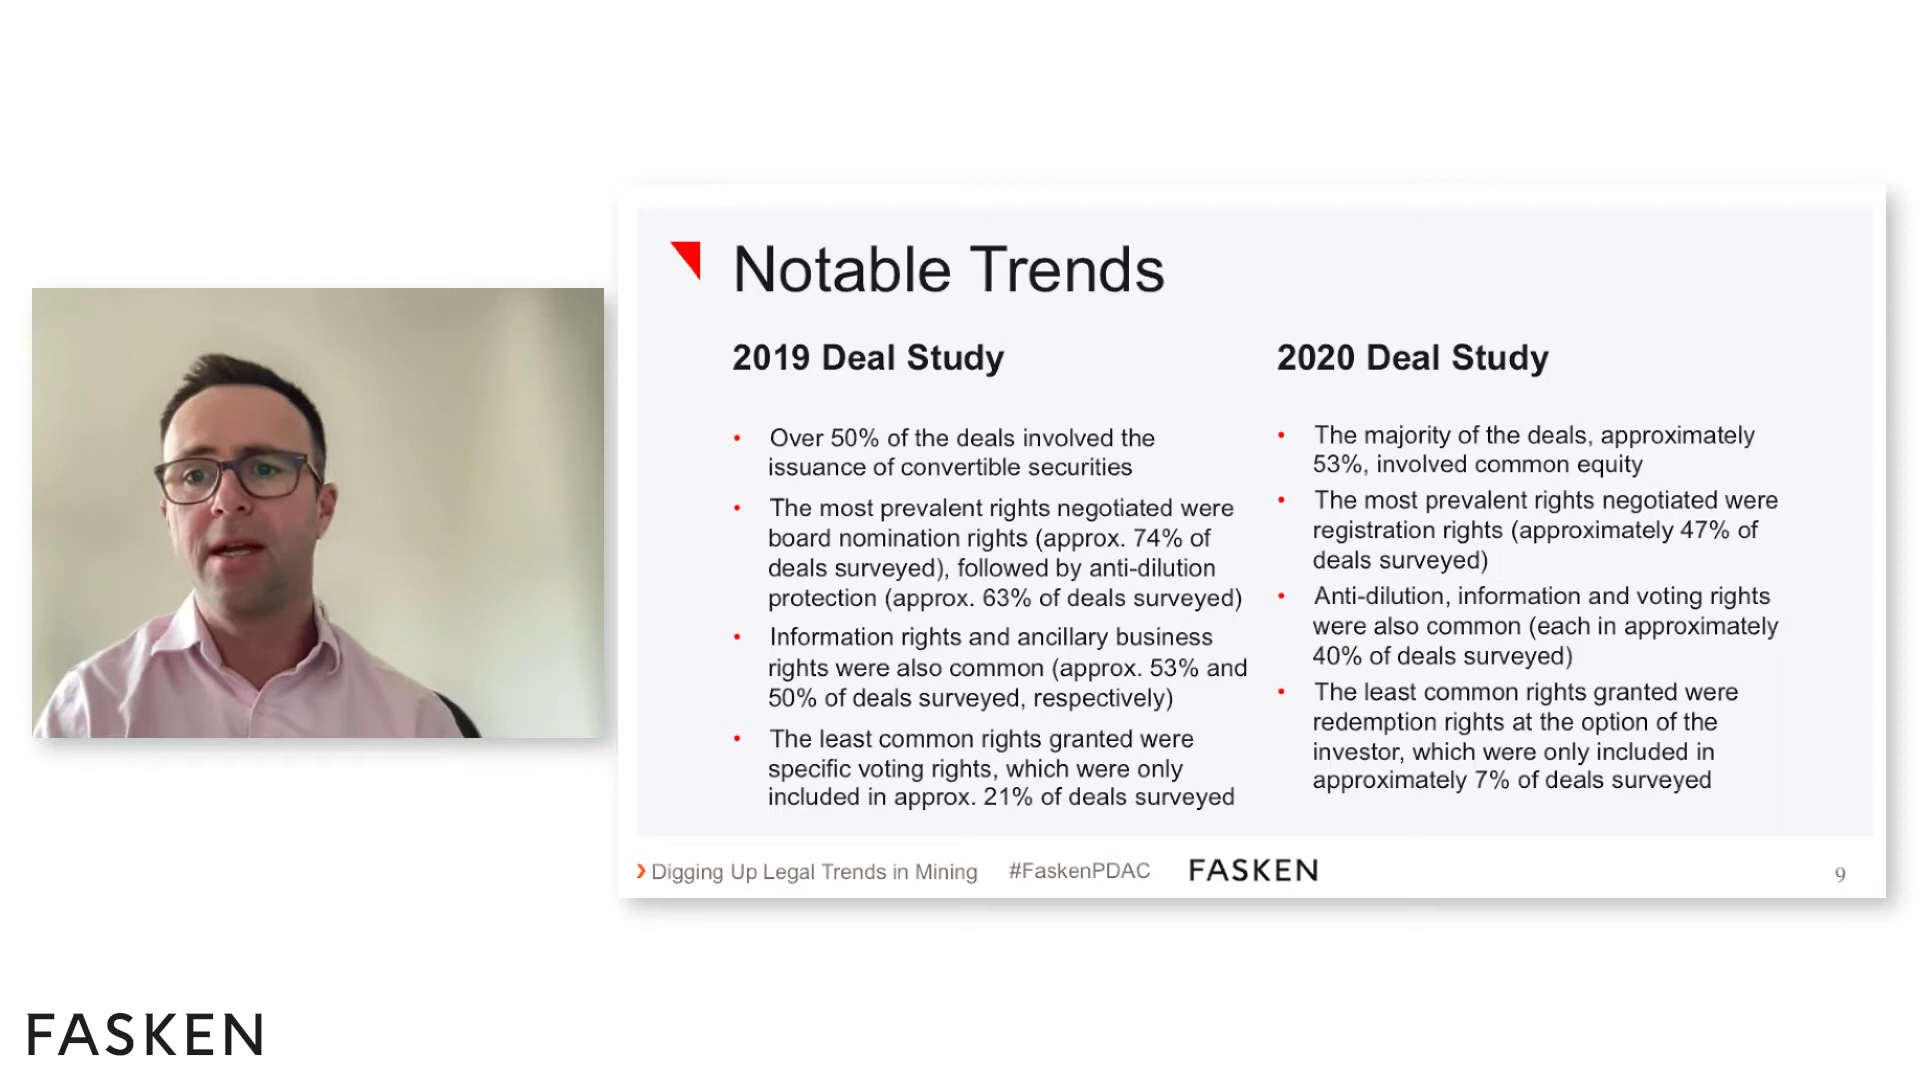 Notable Trends
2019 Deal Study
• Over 50% of the deals involved the
issuance of convertible securities
• The most prevalent rights negotiated were
board nomination rights (approx. 74% of
deals surveyed), followed by anti-dilution
protection (approx. 63% of deals surveyed)
• Information rights and ancillary business
rights were also common (approx. 53% and
50% of deals surveyed, respectively)
• The least common rights granted were
specific voting rights, which were only
included in approx. 21% of deals surveyed
2020 Deal Study
• The majority of the deals, approximately
53%, involved common equity
• The most prevalent rights negotiated were
registration rights (approximately 47% of
deals surveyed)
• Anti-dilution, information and voting rights
were also common (each in approximately
40% of deals surveyed)
• The least common rights granted were
redemption rights at the option of the
investor, which were only included in
approximately 7% of deals surveyed
Digging Up Legal Trends in Mining #FaskenPDAC FASKEN 9
FASKEN